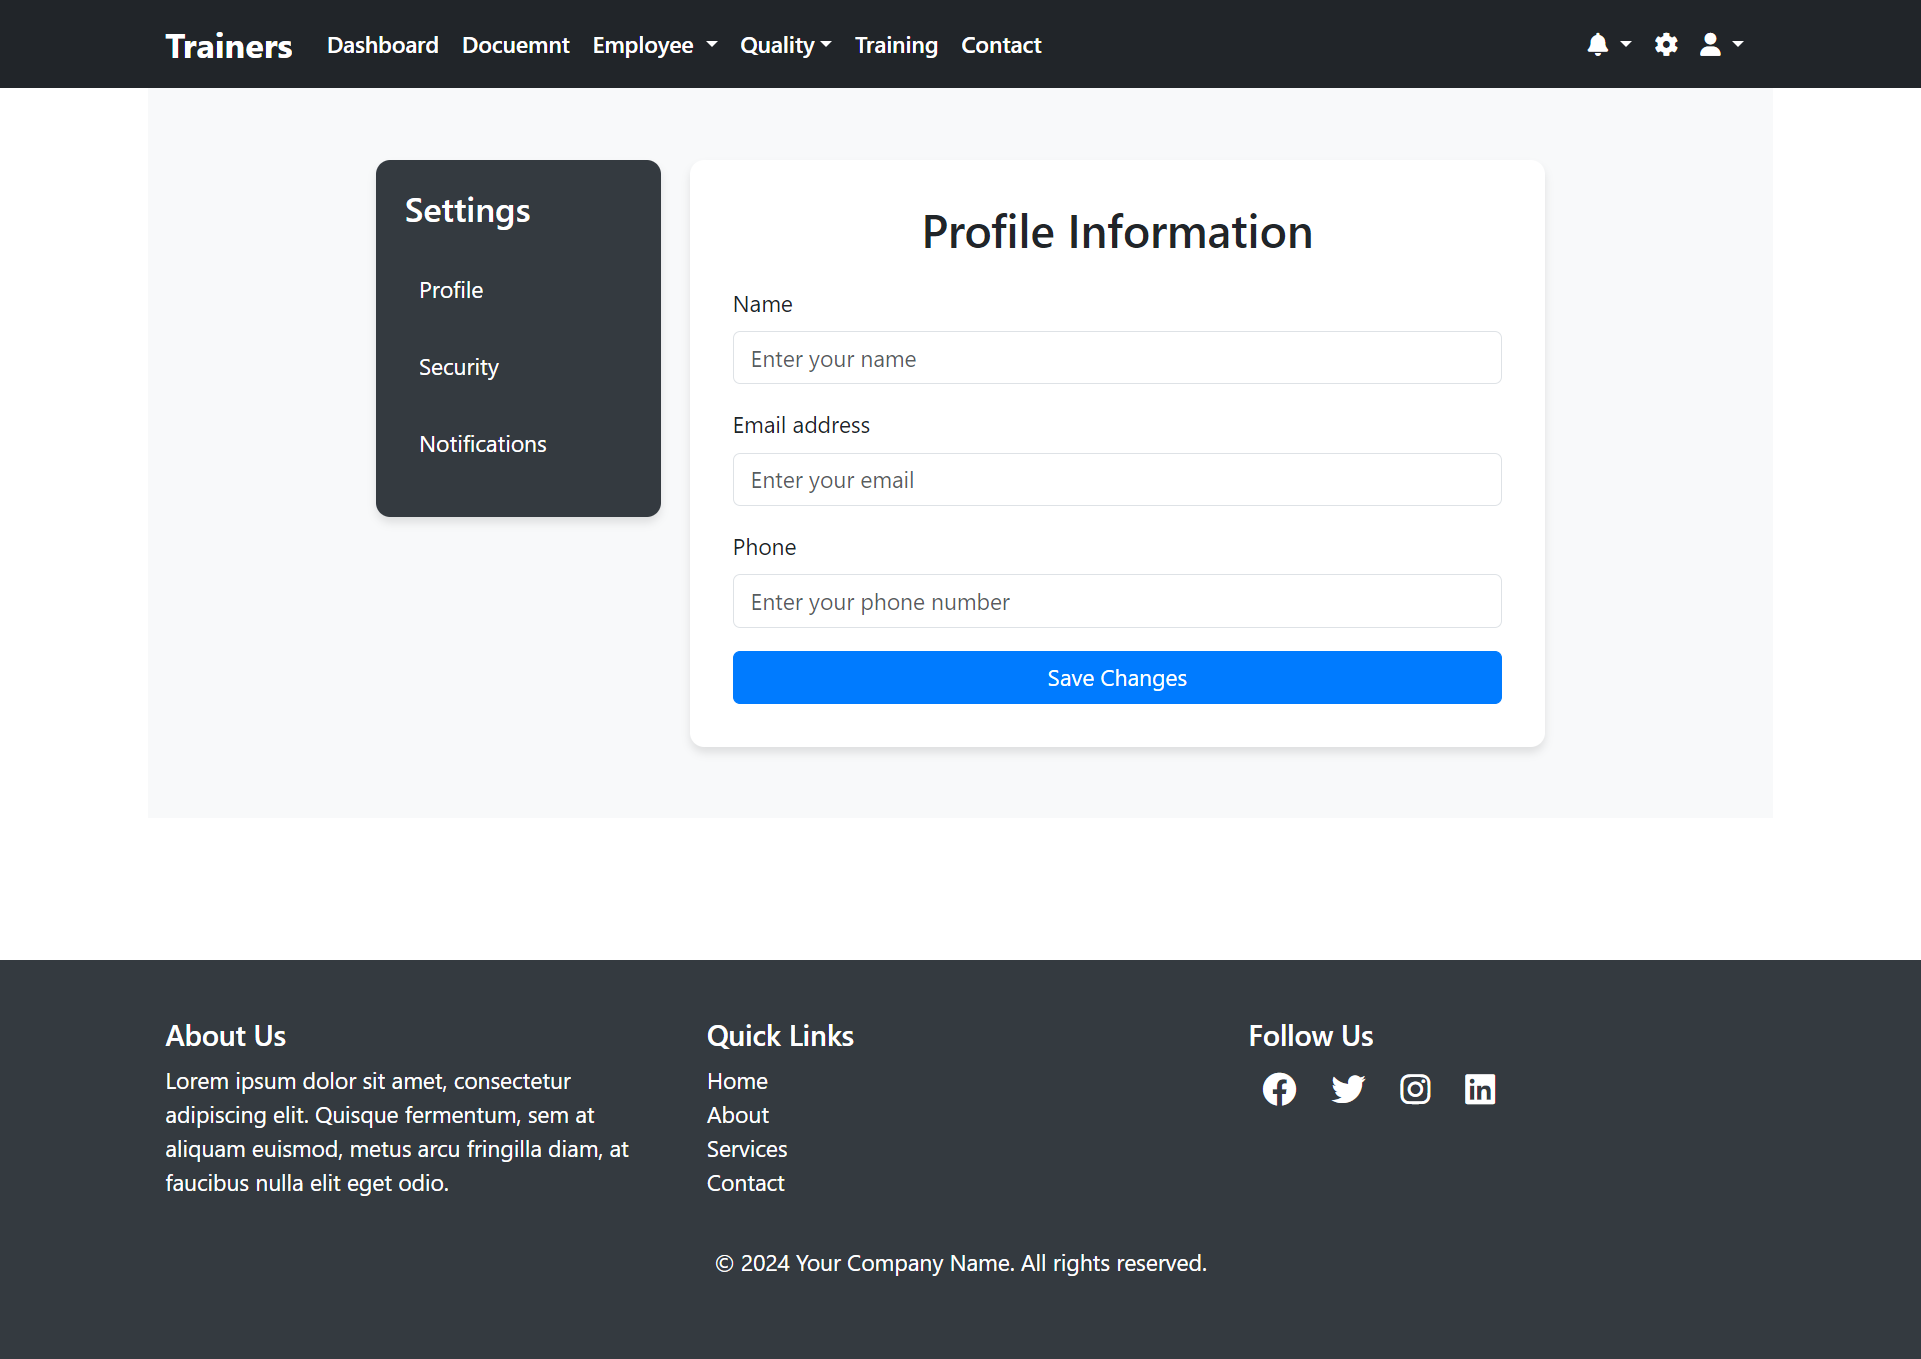 Trainers Dashboard Docuemnt Employee Quality Training Contact
Settings
Profile
Security
Notifications
Profile Information
Name
Enter your name
Email address
Enter your email
Phone
Enter your phone number
Save Changes
About Us
Lorem ipsum dolor sit amet, consectetur
adipiscing elit. Quisque fermentum, sem at
aliquam euismod, metus arcu fringilla diam, at
faucibus nulla elit eget odio.
Quick Links
Home
About
Services
Contact
Follow Us
© 2024 Your Company Name. All rights reserved.